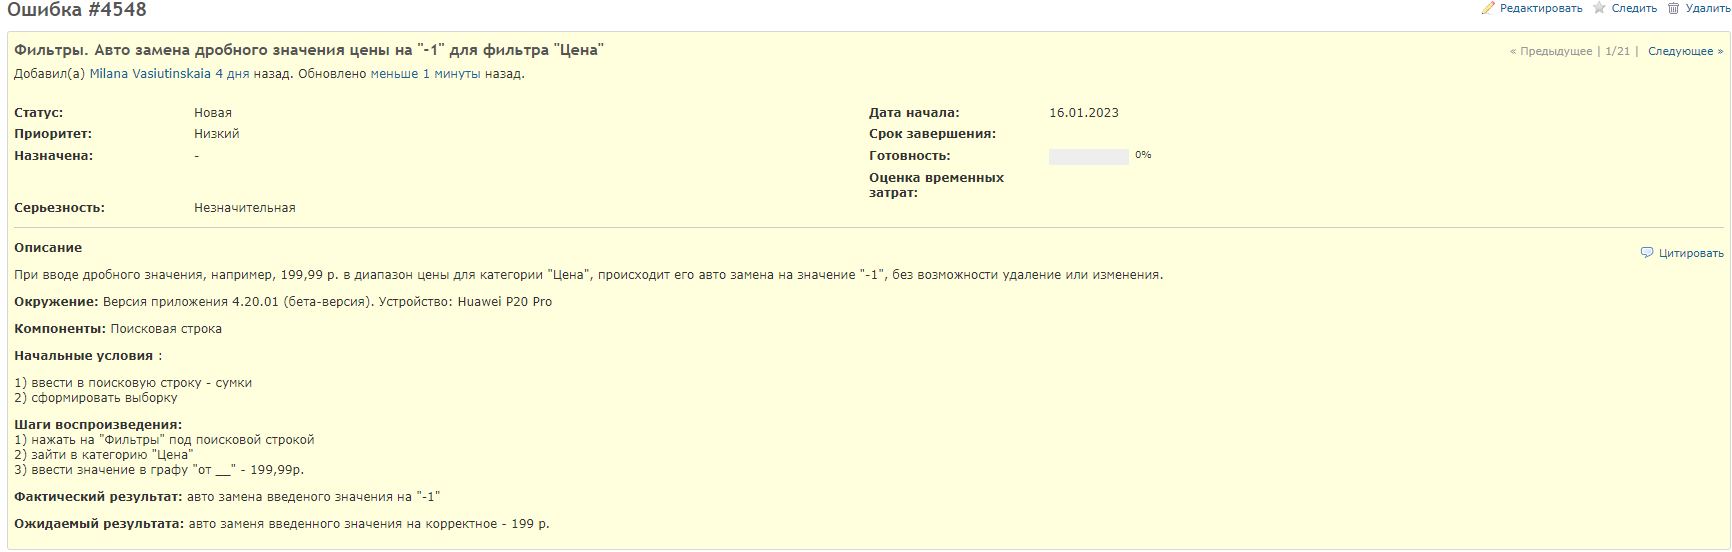 Ошибка #4548
Редактировать Следить Удалить
Фильтры. Авто замена дробного значения цены на "-1" для фильтра "Цена"
« Предыдущее | 1/21 | Следующее »
Добавил(а) Milana Vasiutinskaia 4 дня назад. Обновлено меньше 1 минуты назад.
Статус: Новая Дата начала: 16.01.2023
Приоритет: Низкий Срок завершения:
Назначена: - Готовность: 0%
Оценка временных
затрат:
Серьезность: Незначительная
Описание
Цитировать
При вводе дробного значения, например, 199,99 р. в диапазон цены для категории "Цена", происходит его авто замена на значение "-1", без возможности удаление или изменения.
Окружение: Версия приложения 4.20.01 (бета-версия). Устройство: Huawei P20 Pro
Компоненты: Поисковая строка
Начальные условия :
1) ввести в поисковую строку - сумки
2) сформировать выборку
Шаги воспроизведения:
1) нажать на "Фильтры" под поисковой строкой
2) зайти в категорию "Цена"
3) ввести значение в графу "от __" - 199,99р.
Фактический результат: авто замена введеного значения на "-1"
Ожидаемый результата: авто заменя введенного значения на корректное - 199 р.